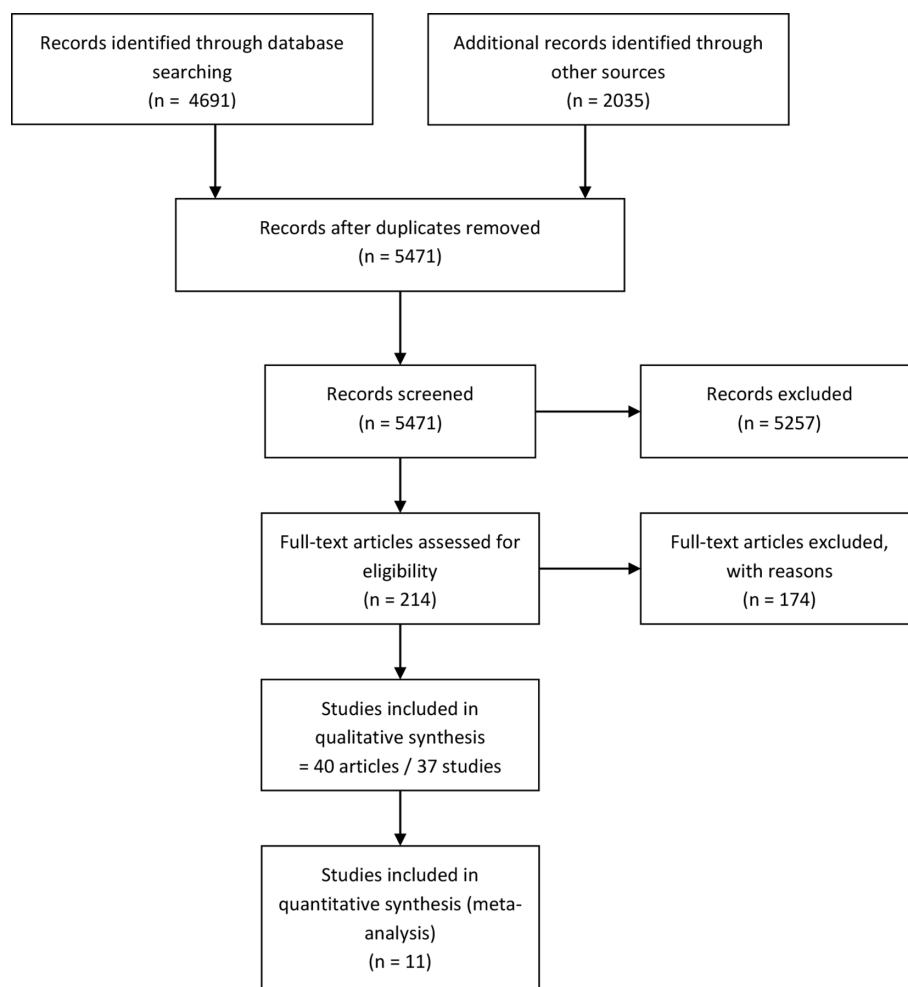 Records identified through database
searching
(n = 4691)
Additional records identified through
other sources
(n = 2035)
Records after duplicates removed
(n = 5471)
Records screened
(n = 5471)
Records excluded
(n = 5257)
Full-text articles assessed for
eligibility
(n = 214)
Full-text articles excluded,
with reasons
(n = 174)
Studies included in
qualitative synthesis
= 40 articles / 37 studies
Studies included in
quantitative synthesis (meta-
analysis)
(n = 11)